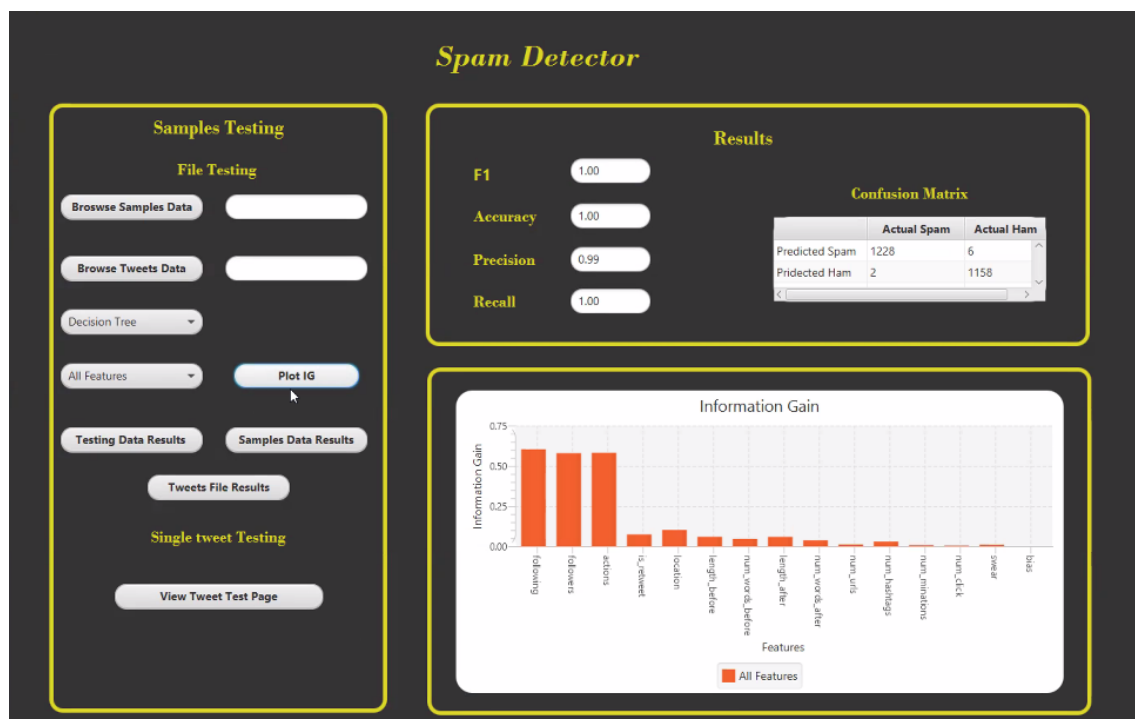 Spam Detector
Samples Testing
File Testing
Broswse Samples Data
Browse Tweets Data
Decision Tree
All Features
Plot IG
Testing Data Results
Samples Data Results
Tweets File Results
Single tweet Testing
View Tweet Test Page
Results
F1
1.00
Accuracy
1.00
Precision
0.99
Recall
1.00
Confusion Matrix
Actual Spam Actual Ham
Predicted Spam 1228 6
Pridected Ham 2 1158
Information Gain
Information Gain
0.75
0.50
0.25
0.00
following
followers
actions
is_retweet
location
length_before
num_words_before
length_after
num_words_after
num_urls
num_hashtags
num_minations
num_click
swear
bias
Features
All Features